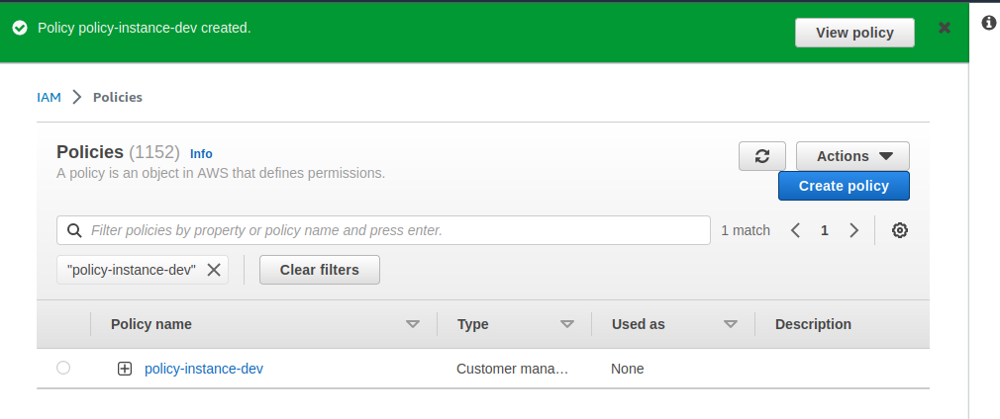 Policy policy-instance-dev created.
View policy
IAM
Policies
Policies (1152) Info
A policy is an object in AWS that defines permissions.
Actions
Create policy
Filter policies by property or policy name and press enter.
1 match
1
"policy-instance-dev"
Clear filters
Policy name
Type
Used as
Description
policy-instance-dev
Customer mana…
None